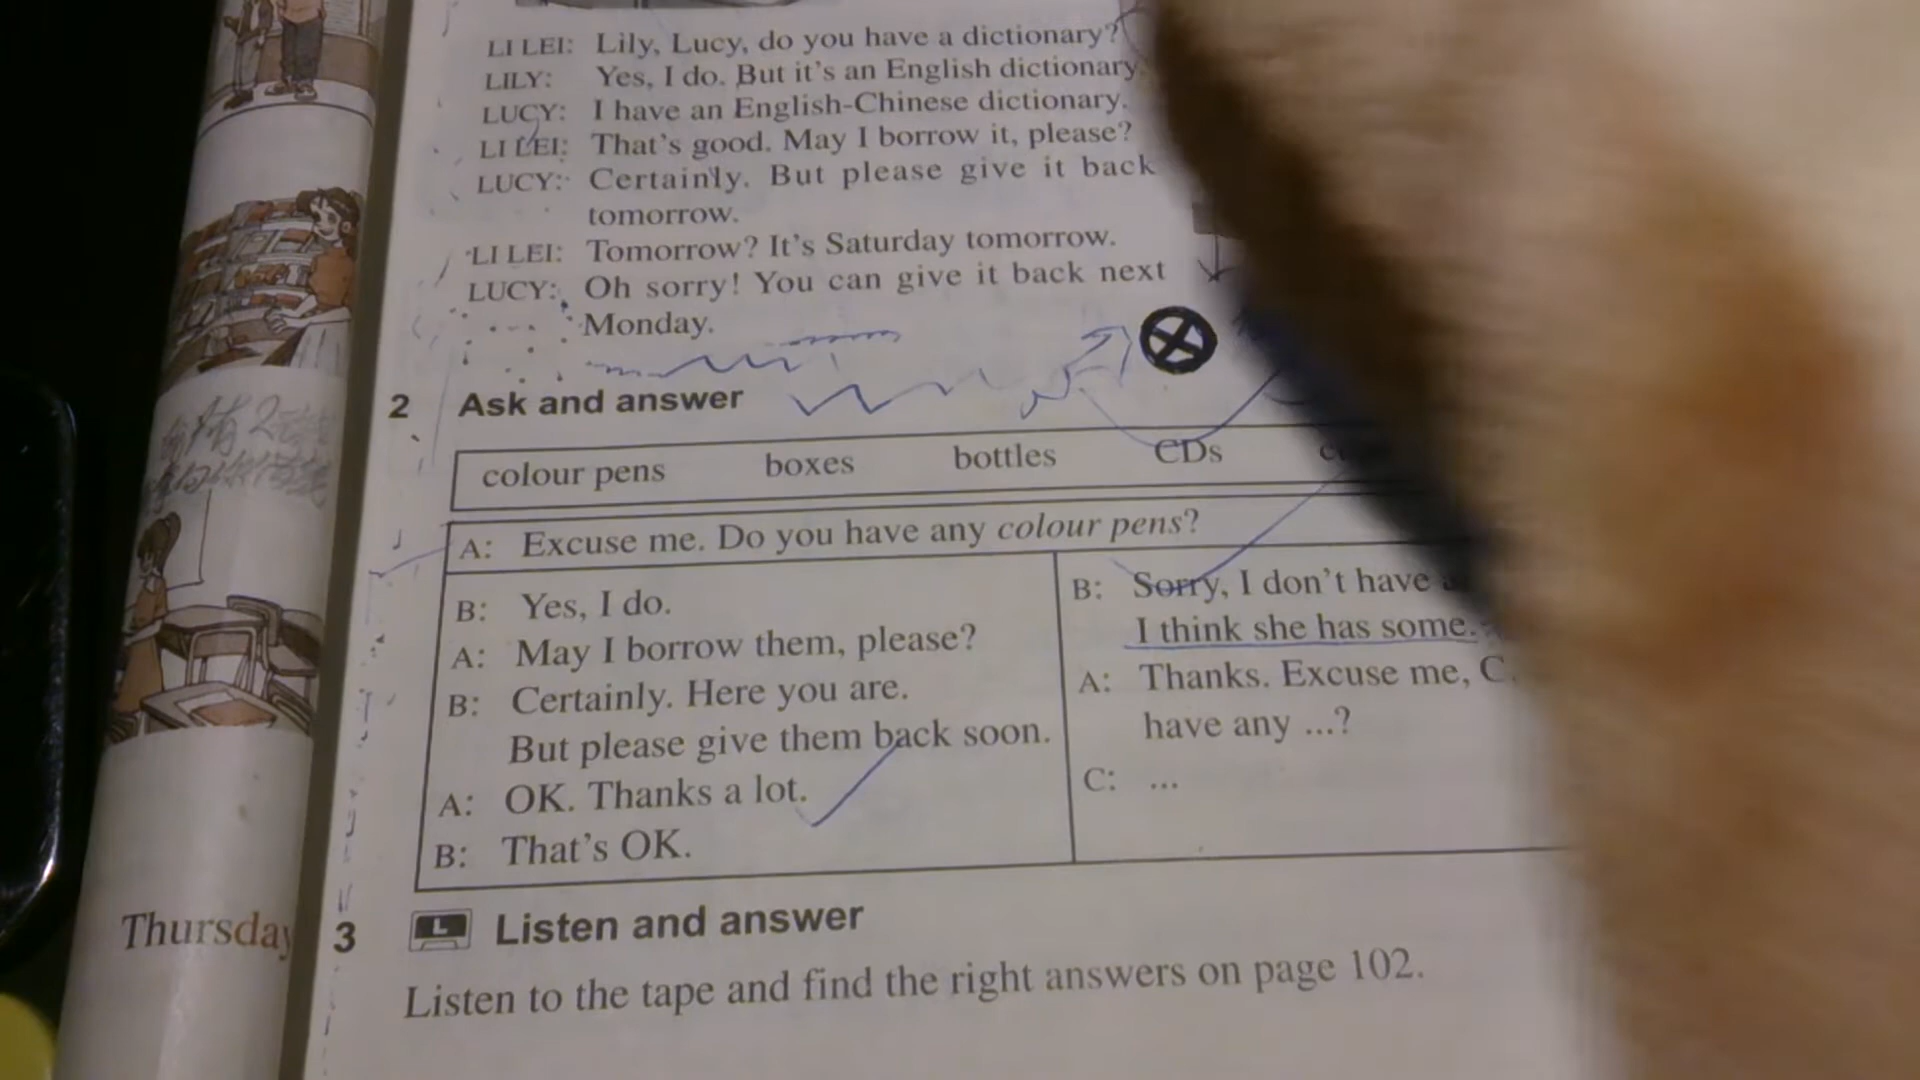 LI LEI: Lily, Lucy, do you have a dictionary?
LILY: Yes, I do. But it's an English dictionary.
LUCY: I have an English-Chinese dictionary.
LI LEI: That's good. May I borrow it, please?
LUCY: Certainly. But please give it back
tomorrow.
LI LEI: Tomorrow? It's Saturday tomorrow.
LUCY: Oh sorry! You can give it back next
Monday.
2 Ask and answer
colour pens boxes bottles CDs
A: Excuse me. Do you have any colour pens?
B: Yes, I do.
A: May I borrow them, please?
B: Certainly. Here you are.
But please give them back soon.
A: OK. Thanks a lot.
B: That's OK.
B: Sorry, I don't have
I think she has some.
A: Thanks. Excuse me, C
have any ...?
C: ...
Thursday
3 L Listen and answer
Listen to the tape and find the right answers on page 102.